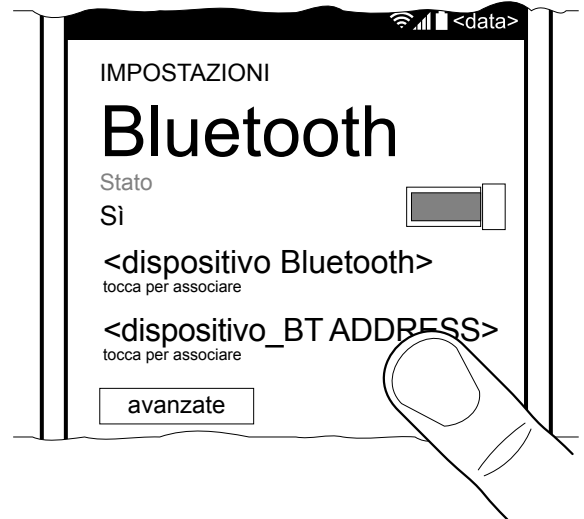 <data>
IMPOSTAZIONI
Bluetooth
Stato
Sì
<dispositivo Bluetooth>
tocca per associare
<dispositivo_BT ADDRESS>
tocca per associare
avanzate